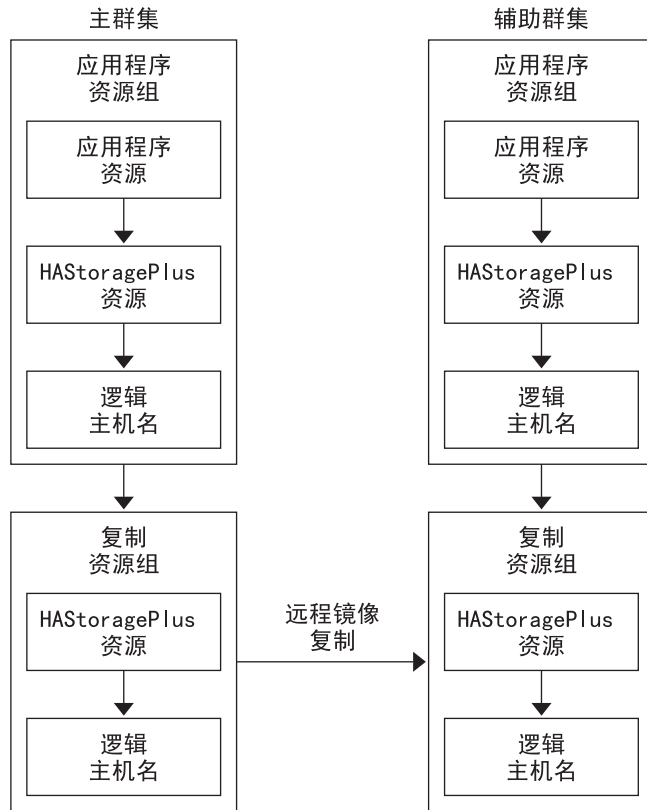 主群集
应用程序
资源组
应用程序
资源
HAStoragePlus
资源
逻辑
主机名
复制
资源组
HAStoragePlus
资源
逻辑
主机名
远程镜像
复制
辅助群集
应用程序
资源组
应用程序
资源
HAStoragePlus
资源
逻辑
主机名
复制
资源组
HAStoragePlus
资源
逻辑
主机名